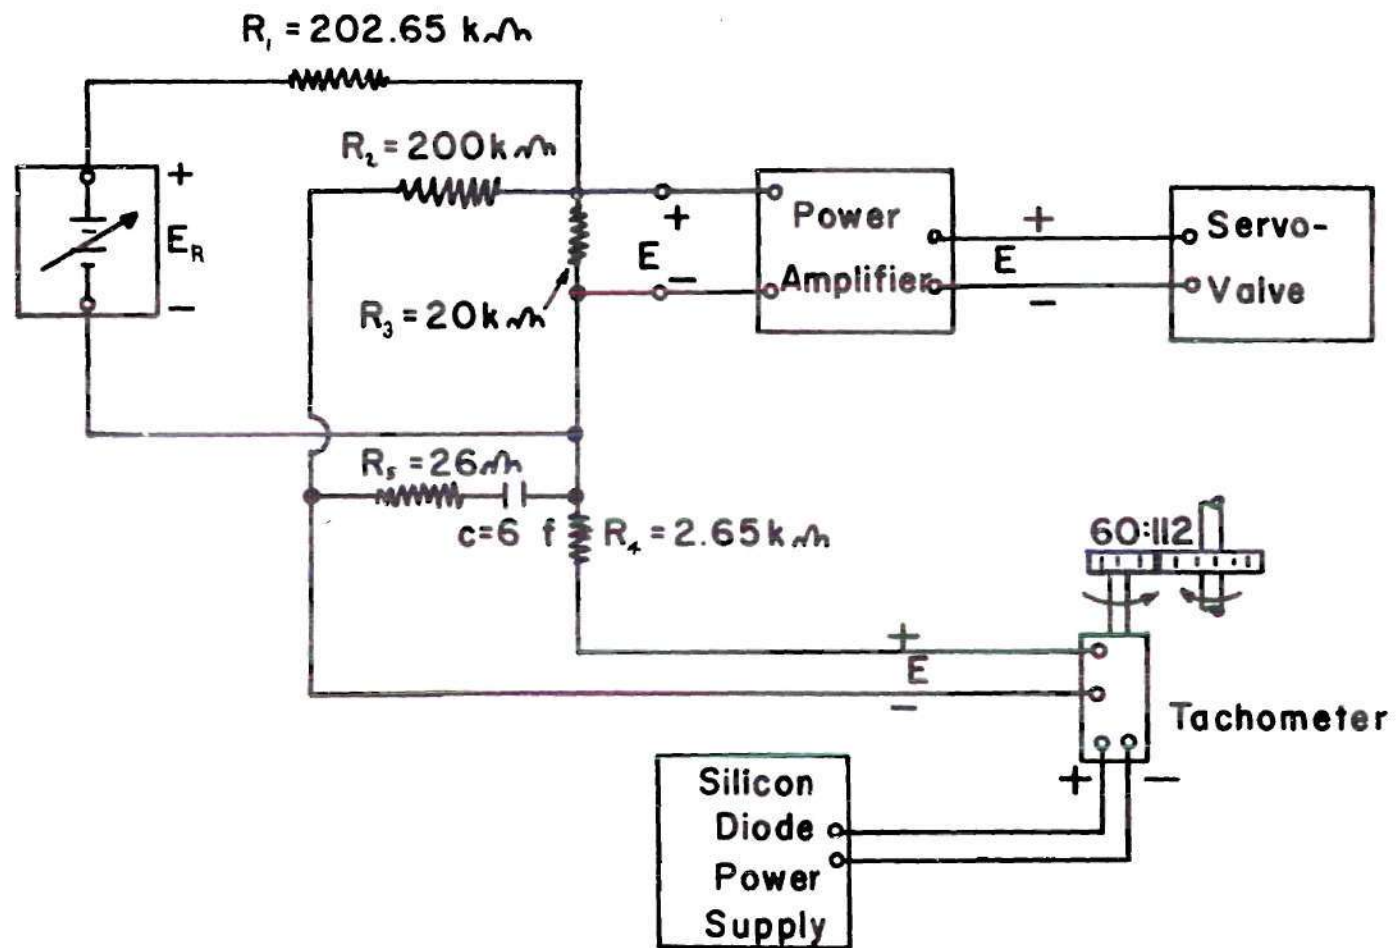 R₁ = 202.65 kΩ
R₂ = 200kΩ
+
E_R
−
R₃ = 20kΩ
+
E
−
Power
Amplifier
+
E
−
Servo-
Valve
R₅ = 26Ω
c=6 f
R₄ = 2.65kΩ
60:112
+
E
−
Tachometer
+ −
Silicon
Diode
Power
Supply